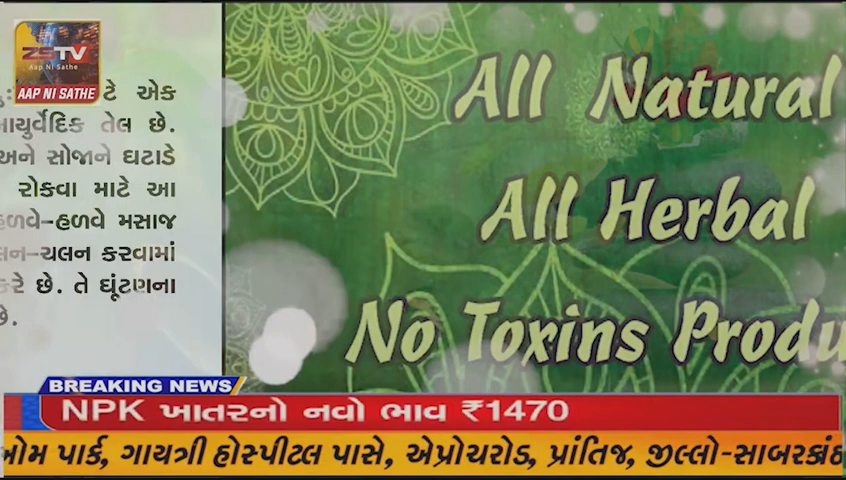 ZSTV
Aap Ni Sathe
AAP NI SATHE
ટે એક
આયુર્વેદિક તેલ છે.
અને સોજાને ઘટાડે
રોકવા માટે આ
હળવે-હળવે મસાજ
ચલન કરવામાં
કરે છે. તે ઘૂંટણના
છે.
All Natural
All Herbal
No Toxins Produ
BREAKING NEWS
NPK ખાતરનો નવો ભાવ ₹1470
પાર્ક, ગાયત્રી હોસ્પીટલ પાસે, એપ્રોચરોડ, પ્રાંતિજ, જીલ્લો-સાબરકાંઠ